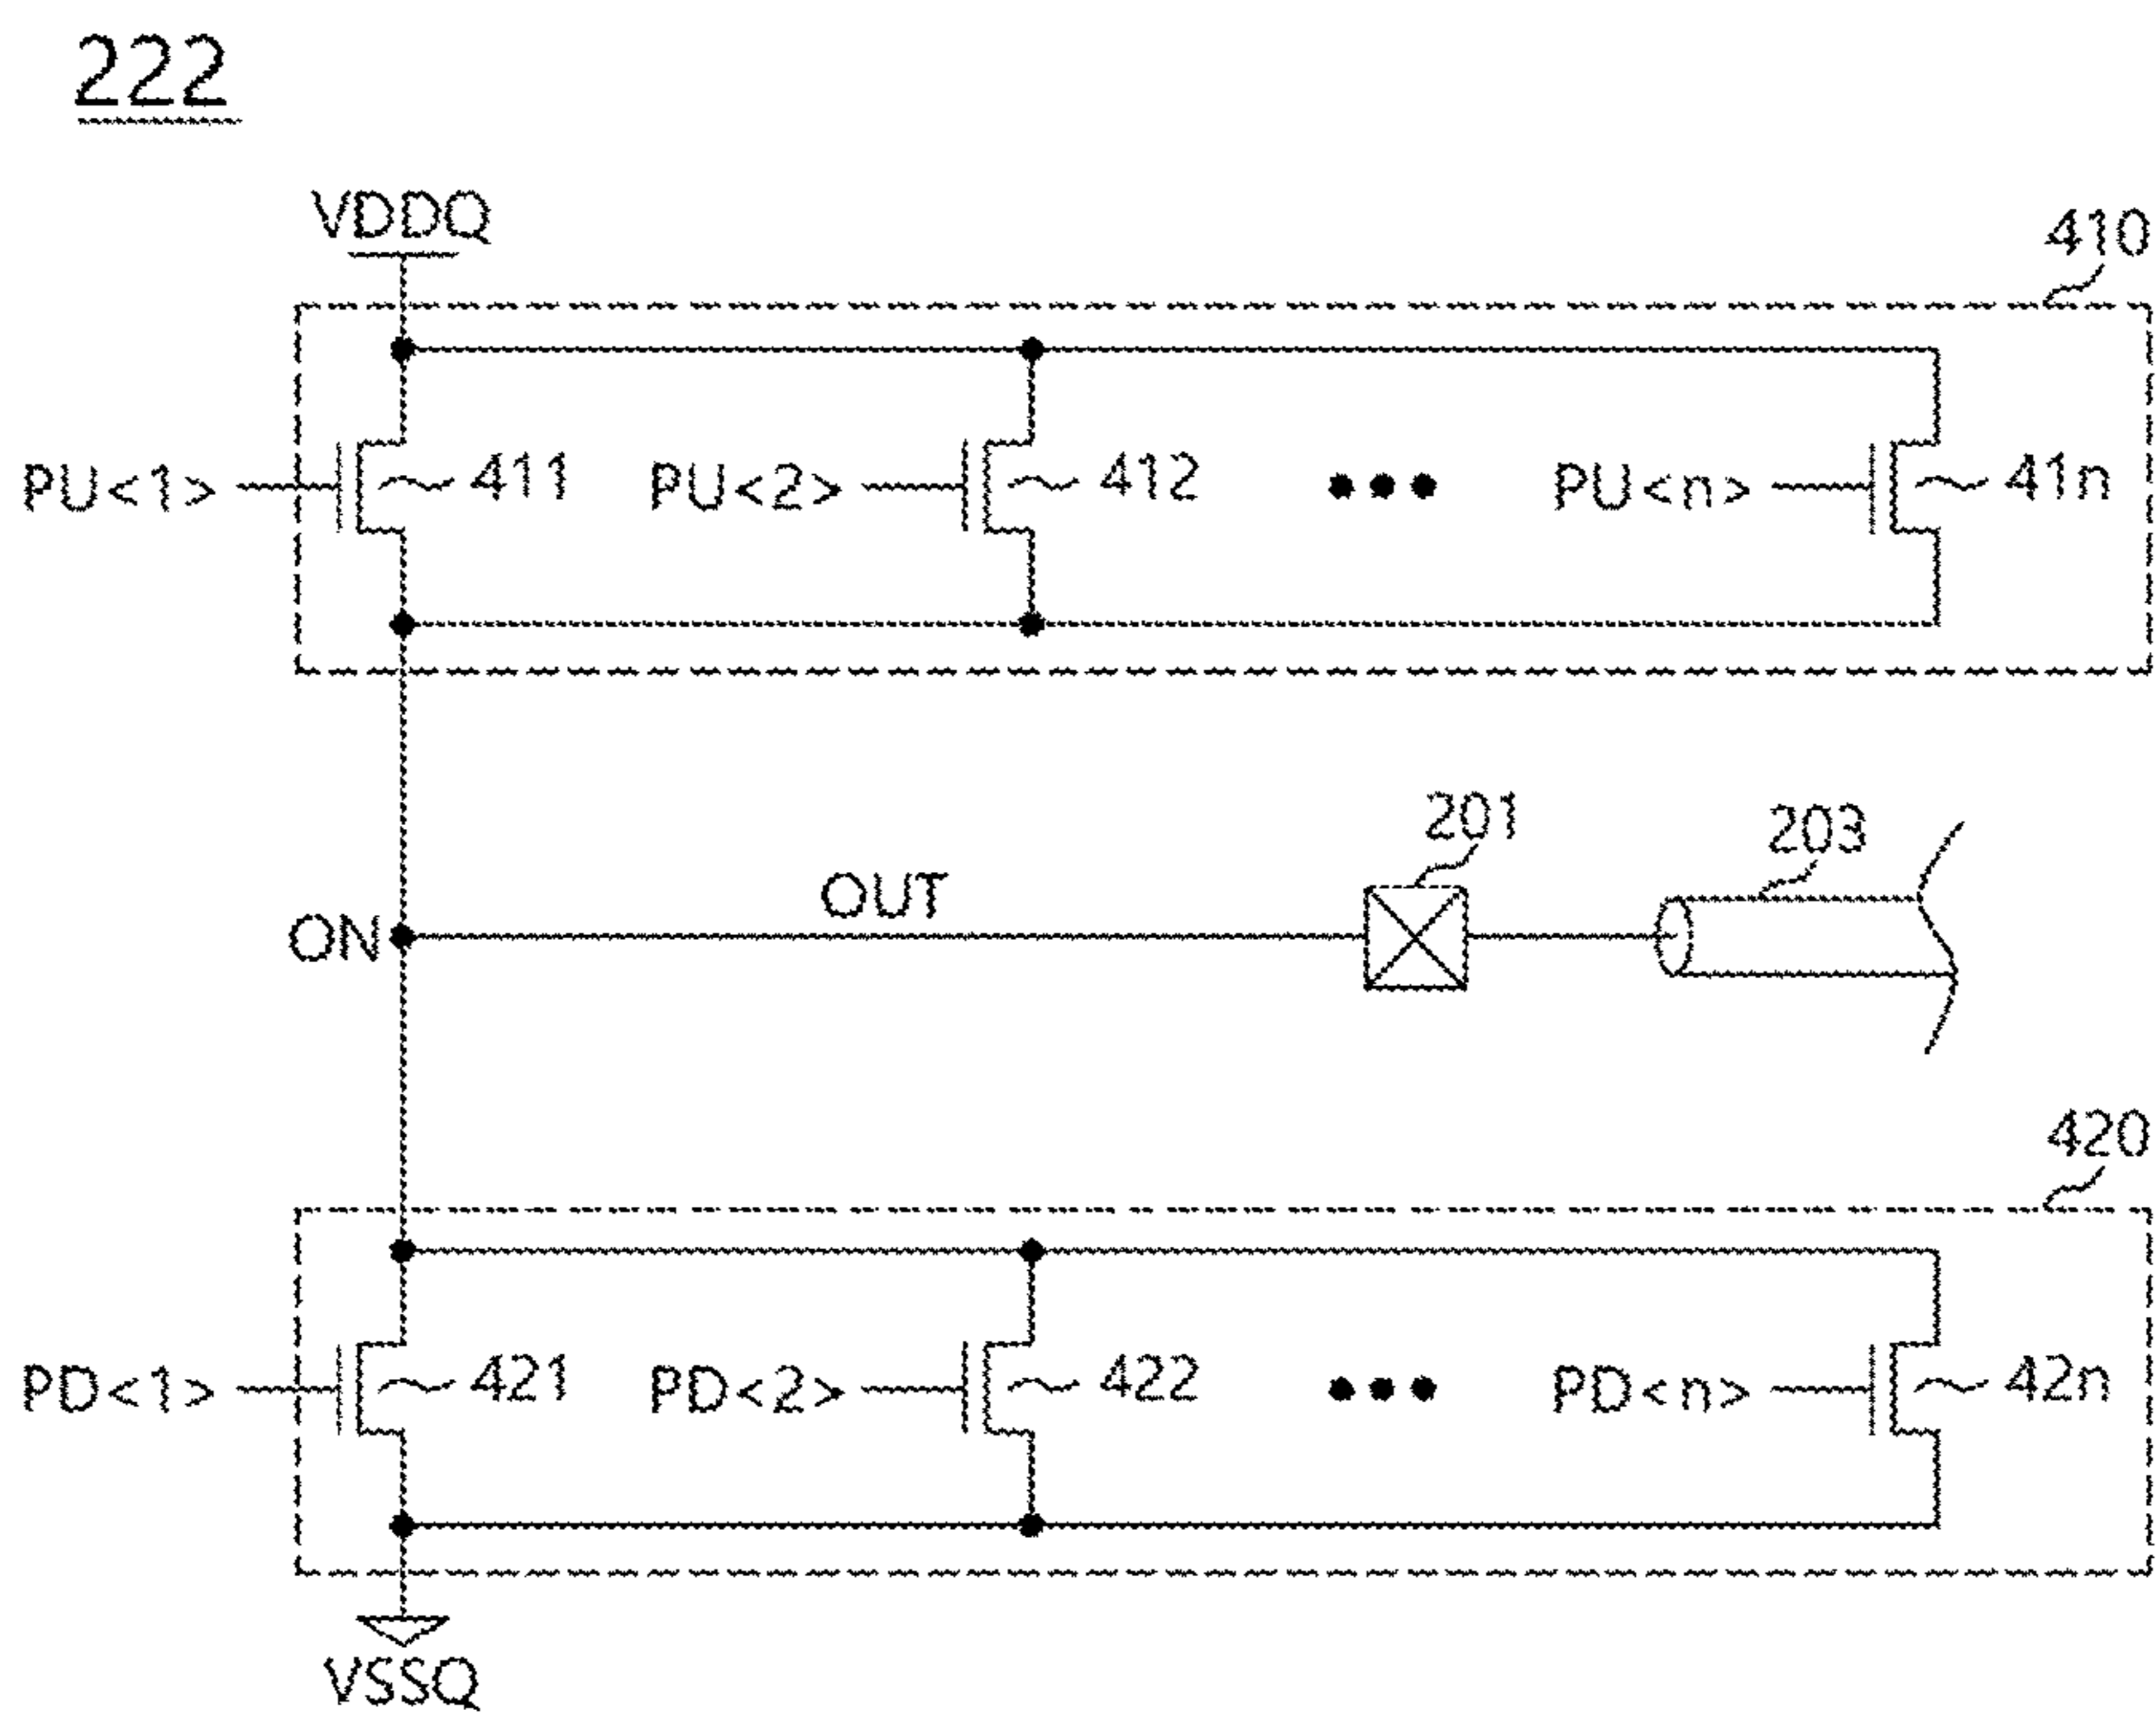 222
VDDQ
410
PU<1> 411 PU<2> 412 ••• PU<n> 41n
201
203
OUT
ON
420
PD<1> 421 PD<2> 422 ••• PD<n> 42n
VSSQ